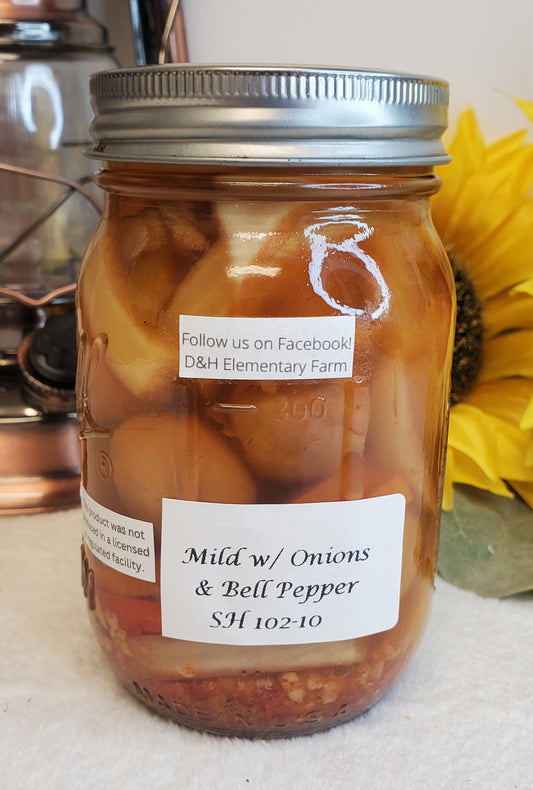 B
300
Follow us on Facebook!
D&H Elementary Farm
product was not
in a licensed
regulated facility.
Mild w/ Onions
& Bell Pepper
SH 102-10
MADE IN U.S.A.